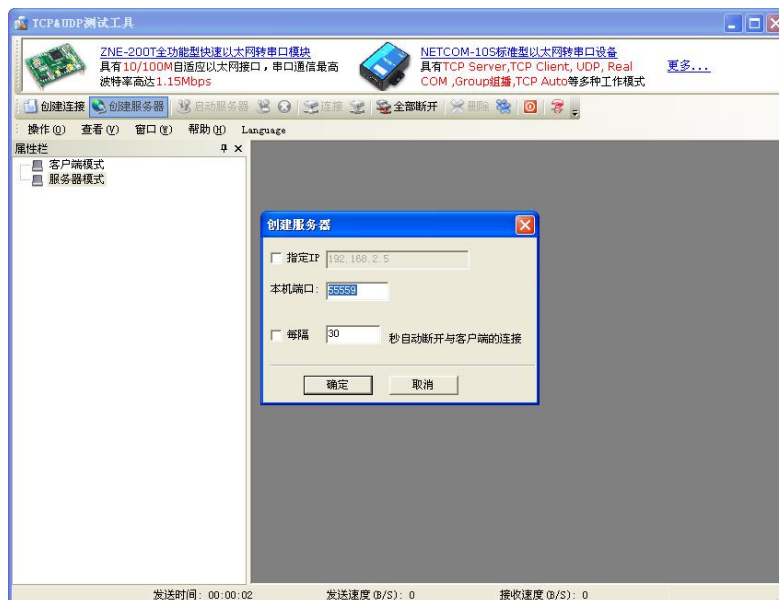 TCP&UDP测试工具
ZNE-200T全功能型快速以太网转串口模块
具有10/100M自适应以太网接口，串口通信最高
波特率高达1.15Mbps
NETCOM-10S标准型以太网转串口设备
具有TCP Server,TCP Client, UDP, Real
COM ,Group组播,TCP Auto等多种工作模式
更多...
创建连接 创建服务器 启动服务器 连接 全部断开 删除
操作(O) 查看(V) 窗口(W) 帮助(H) Language
属性栏
客户端模式
服务器模式
创建服务器
指定IP 192.168.2.5
本机端口: 55559
每隔 30 秒自动断开与客户端的连接
确定 取消
发送时间: 00:00:02 发送速度(B/S): 0 接收速度(B/S): 0